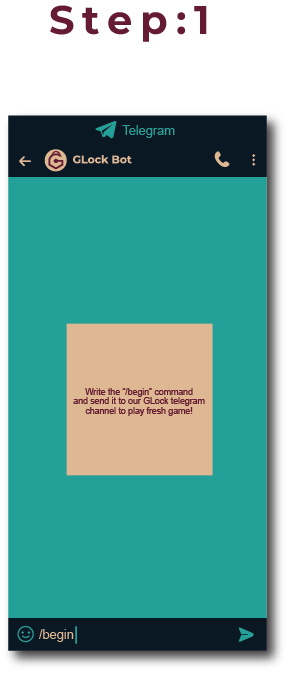 Step:1
Telegram
GLock Bot
Write the "/begin" command
and send it to our GLock telegram
channel to play fresh game!
/begin